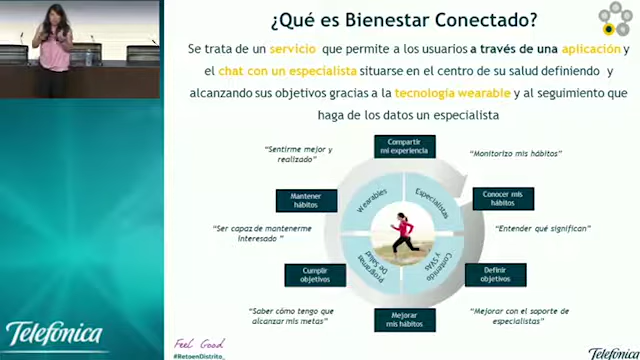 ¿Qué es Bienestar Conectado?
Se trata de un servicio que permite a los usuarios a través de una aplicación y
el chat con un especialista situarse en el centro de su salud definiendo y
alcanzando sus objetivos gracias a la tecnología wearable y al seguimiento que
haga de los datos un especialista
Compartir
mi experiencia
"Sentirme mejor y
realizado"
"Monitorizo mis hábitos"
Mantener
hábitos
Wearables
Especialistas
Conocer mis
hábitos
"Ser capaz de mantenerme
interesado "
"Entender qué significan"
Programas
De Salud
Contenido
y SVAs
Cumplir
objetivos
Definir
objetivos
"Saber cómo tengo que
alcanzar mis metas"
Mejorar
mis hábitos
"Mejorar con el soporte de
especialistas"
Telefónica
Feel Good
#RetoenDistrito_
Telefónica